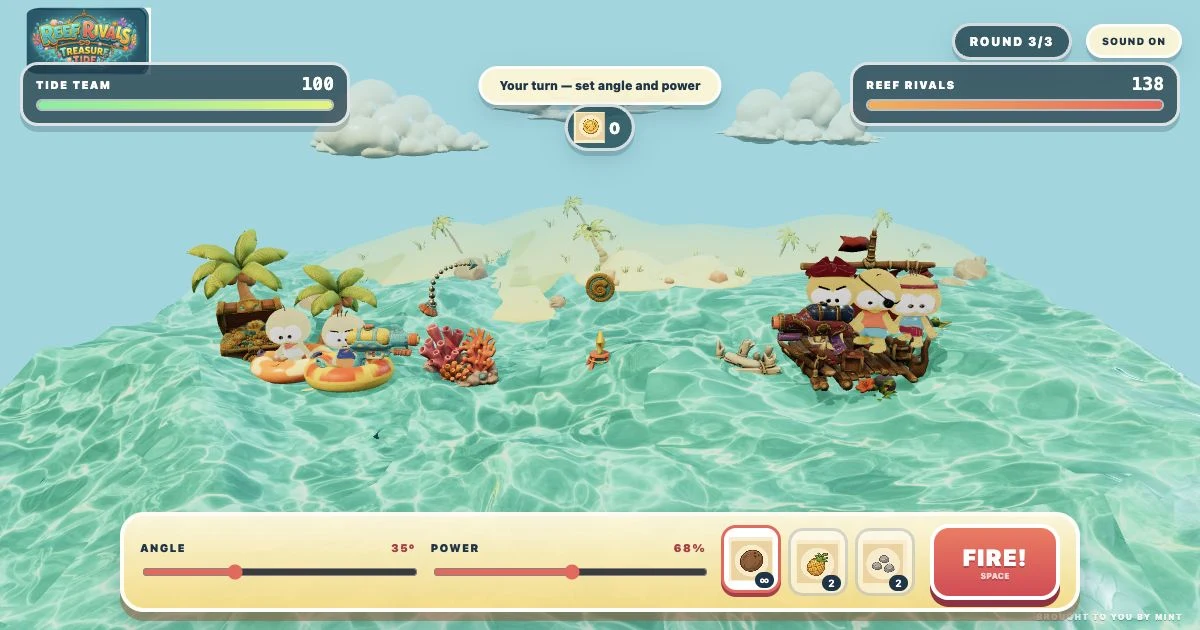 REEF RIVALS
TREASURE
TIDE
TIDE TEAM 100
Your turn — set angle and power
0
ROUND 3/3
SOUND ON
REEF RIVALS 138
ANGLE 35°
POWER 68%
∞
2
2
FIRE!
SPACE
BROUGHT TO YOU BY MINT